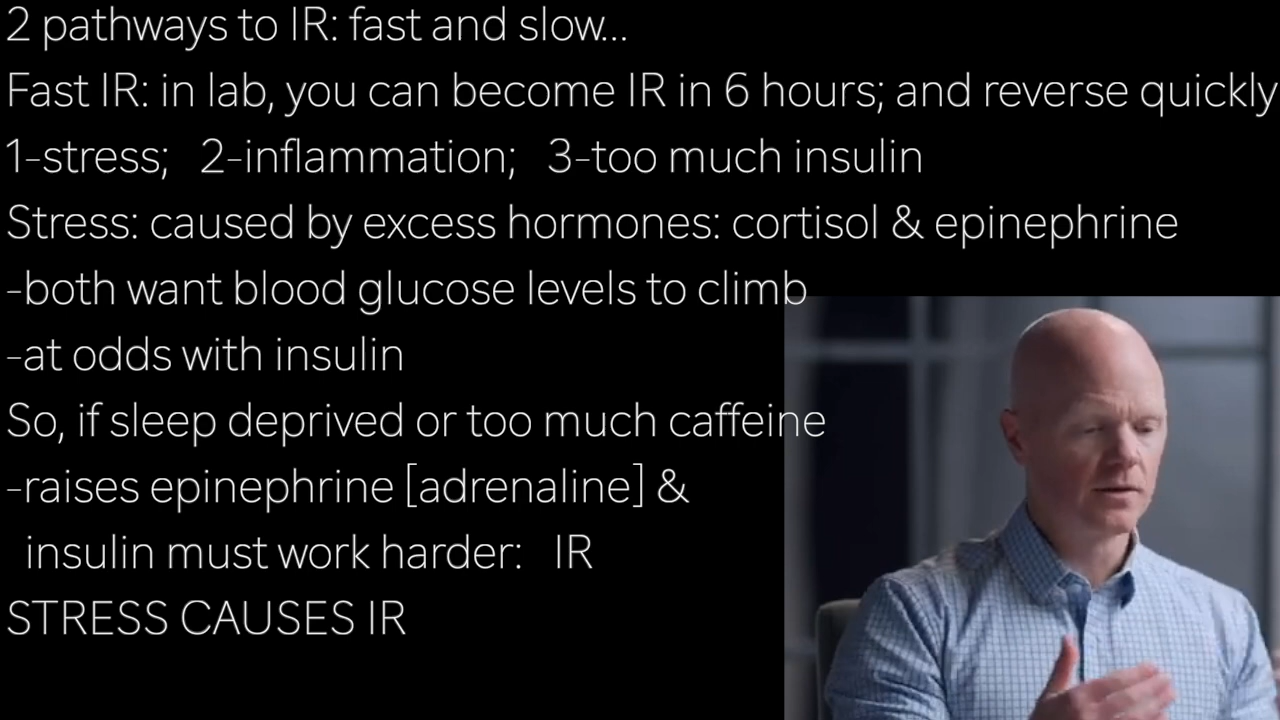 2 pathways to IR: fast and slow...
Fast IR: in lab, you can become IR in 6 hours; and reverse quickly
1-stress;   2-inflammation;   3-too much insulin
Stress: caused by excess hormones: cortisol & epinephrine
-both want blood glucose levels to climb
-at odds with insulin
So, if sleep deprived or too much caffeine
-raises epinephrine [adrenaline] &
insulin must work harder:   IR
STRESS CAUSES IR